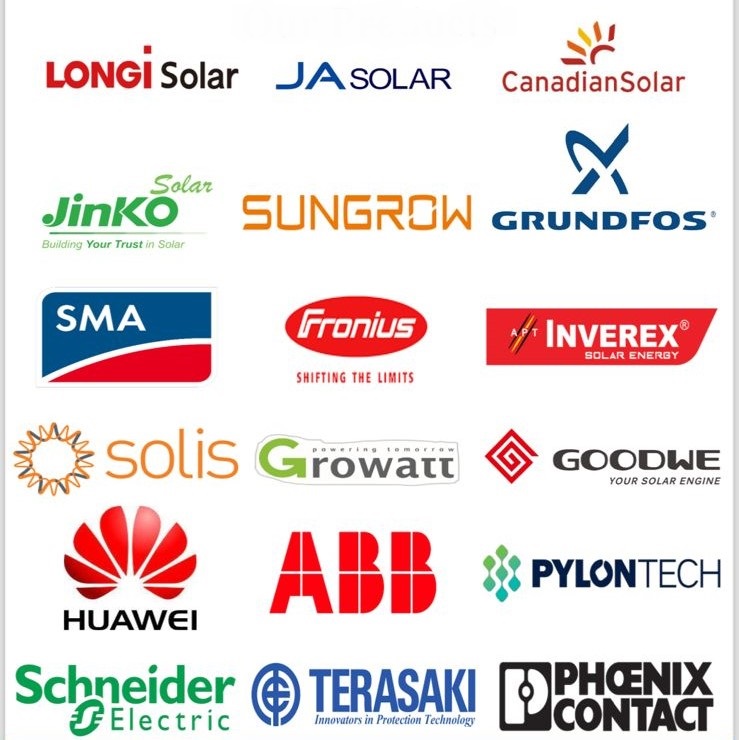 LONGi Solar
JA SOLAR
CanadianSolar
Solar
JinKO
Building Your Trust in Solar
SUNGROW
GRUNDFOS®
SMA
Fronius
SHIFTING THE LIMITS
APT INVEREX®
SOLAR ENERGY
solis
powering tomorrow
Growatt
GOODWE
YOUR SOLAR ENGINE
HUAWEI
ABB
PYLONTECH
Schneider
Electric
TERASAKI
Innovators in Protection Technology
PHŒNIX
CONTACT